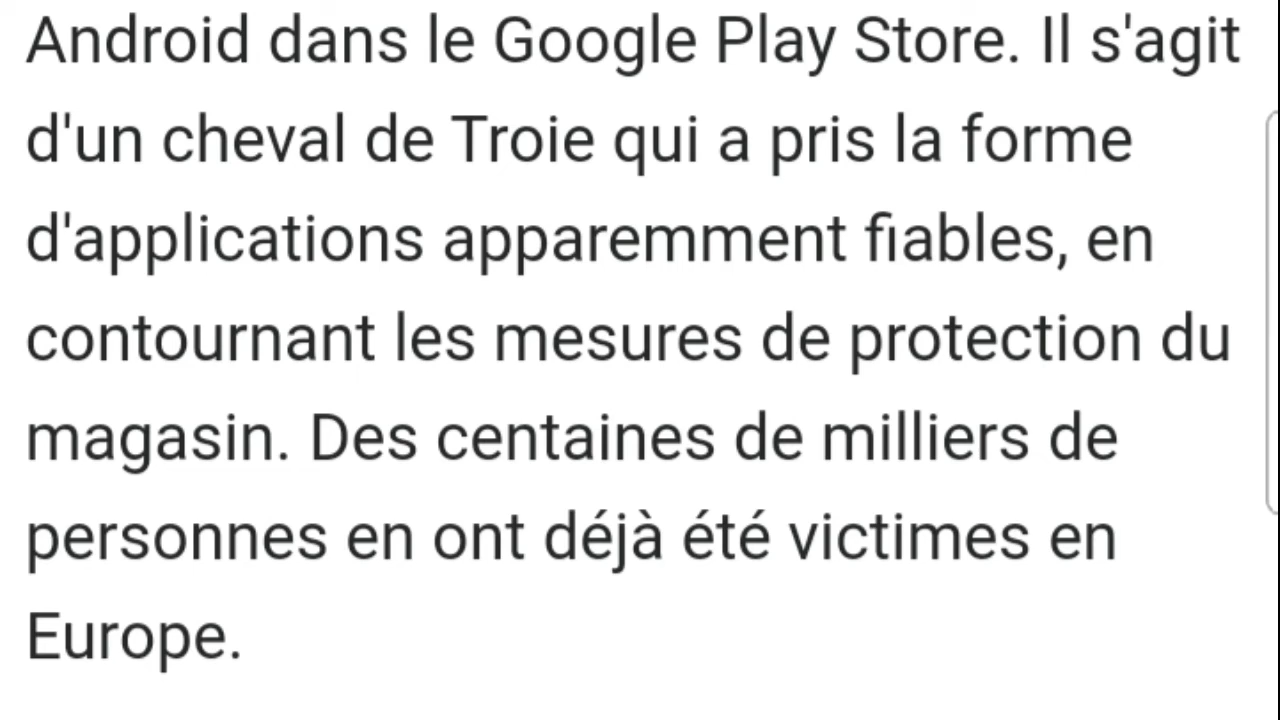 Android dans le Google Play Store. Il s'agit
d'un cheval de Troie qui a pris la forme
d'applications apparemment fiables, en
contournant les mesures de protection du
magasin. Des centaines de milliers de
personnes en ont déjà été victimes en
Europe.